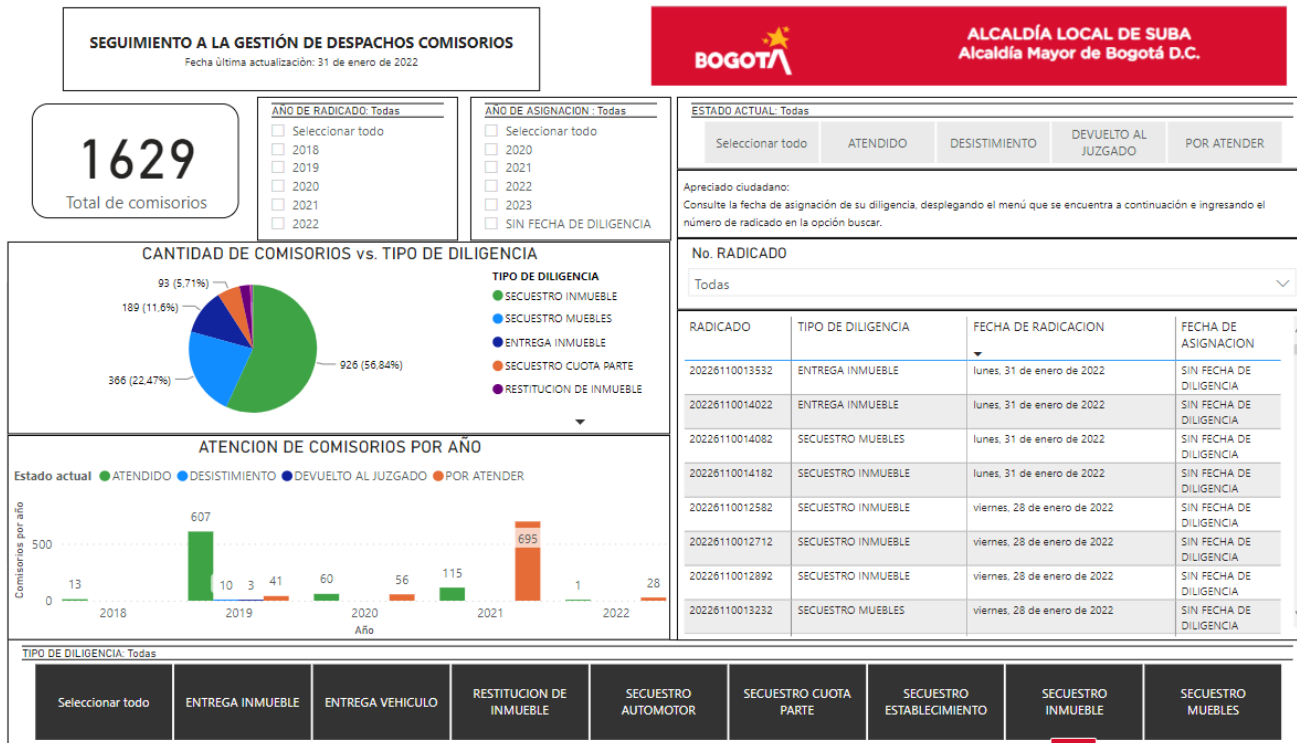 SEGUIMIENTO A LA GESTIÓN DE DESPACHOS COMISORIOS
Fecha ùltima actualizaciòn: 31 de enero de 2022
BOGOTÁ
ALCALDÍA LOCAL DE SUBA
Alcaldía Mayor de Bogotá D.C.
1629
Total de comisorios
AÑO DE RADICADO: Todas
Seleccionar todo
2018
2019
2020
2021
2022
AÑO DE ASIGNACION : Todas
Seleccionar todo
2020
2021
2022
2023
SIN FECHA DE DILIGENCIA
ESTADO ACTUAL: Todas
Seleccionar todo
ATENDIDO
DESISTIMIENTO
DEVUELTO AL
JUZGADO
POR ATENDER
Apreciado ciudadano:
Consulte la fecha de asignación de su diligencia, desplegando el menú que se encuentra a continuación e ingresando el
número de radicado en la opción buscar.
CANTIDAD DE COMISORIOS vs. TIPO DE DILIGENCIA
93 (5,71%)
189 (11,6%)
366 (22,47%)
926 (56,84%)
TIPO DE DILIGENCIA
SECUESTRO INMUEBLE
SECUESTRO MUEBLES
ENTREGA INMUEBLE
SECUESTRO CUOTA PARTE
RESTITUCION DE INMUEBLE
No. RADICADO
Todas
RADICADO TIPO DE DILIGENCIA FECHA DE RADICACION FECHA DE
ASIGNACION
20226110013532 ENTREGA INMUEBLE lunes, 31 de enero de 2022 SIN FECHA DE
DILIGENCIA
20226110014022 ENTREGA INMUEBLE lunes, 31 de enero de 2022 SIN FECHA DE
DILIGENCIA
20226110014082 SECUESTRO MUEBLES lunes, 31 de enero de 2022 SIN FECHA DE
DILIGENCIA
20226110014182 SECUESTRO INMUEBLE lunes, 31 de enero de 2022 SIN FECHA DE
DILIGENCIA
20226110012582 SECUESTRO INMUEBLE viernes, 28 de enero de 2022 SIN FECHA DE
DILIGENCIA
20226110012712 SECUESTRO INMUEBLE viernes, 28 de enero de 2022 SIN FECHA DE
DILIGENCIA
20226110012892 SECUESTRO INMUEBLE viernes, 28 de enero de 2022 SIN FECHA DE
DILIGENCIA
20226110013232 SECUESTRO MUEBLES viernes, 28 de enero de 2022 SIN FECHA DE
DILIGENCIA
ATENCION DE COMISORIOS POR AÑO
Estado actual ATENDIDO DESISTIMIENTO DEVUELTO AL JUZGADO POR ATENDER
Comisorios por año
500
0
13
607
10
3
41
60
56
115
695
1
28
2018 2019 2020 2021 2022
Año
TIPO DE DILIGENCIA: Todas
Seleccionar todo
ENTREGA INMUEBLE
ENTREGA VEHICULO
RESTITUCION DE
INMUEBLE
SECUESTRO
AUTOMOTOR
SECUESTRO CUOTA
PARTE
SECUESTRO
ESTABLECIMIENTO
SECUESTRO
INMUEBLE
SECUESTRO
MUEBLES